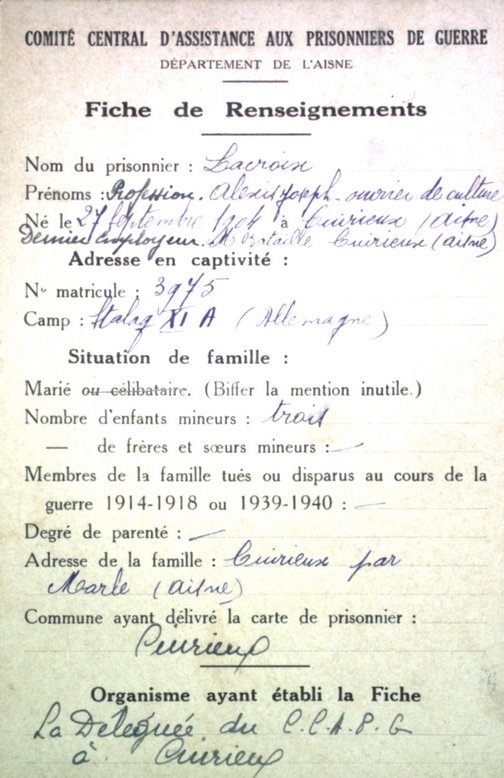 COMITÉ CENTRAL D'ASSISTANCE AUX PRISONNIERS DE GUERRE
DÉPARTEMENT DE L'AISNE
Fiche de Renseignements
Nom du prisonnier : Lacroix
Prénoms : Profession. Alexis Joseph - ouvrier de culture
Né le 27 septembre 1904 à Cuirieux (Aisne)
Dernier employeur. M Bataille Cuirieux (Aisne)
Adresse en captivité :
N° matricule : 3975
Camp : Stalag XI A (Allemagne)
Situation de famille :
Marié ou célibataire. (Biffer la mention inutile.)
Nombre d'enfants mineurs : trois
— de frères et sœurs mineurs : —
Membres de la famille tués ou disparus au cours de la
guerre 1914-1918 ou 1939-1940 : —
Degré de parenté : —
Adresse de la famille : Cuirieux par
Marle (Aisne)
Commune ayant délivré la carte de prisonnier :
Cuirieux
Organisme ayant établi la Fiche
La Déléguée du C.C.A.P.G
à Cuirieux